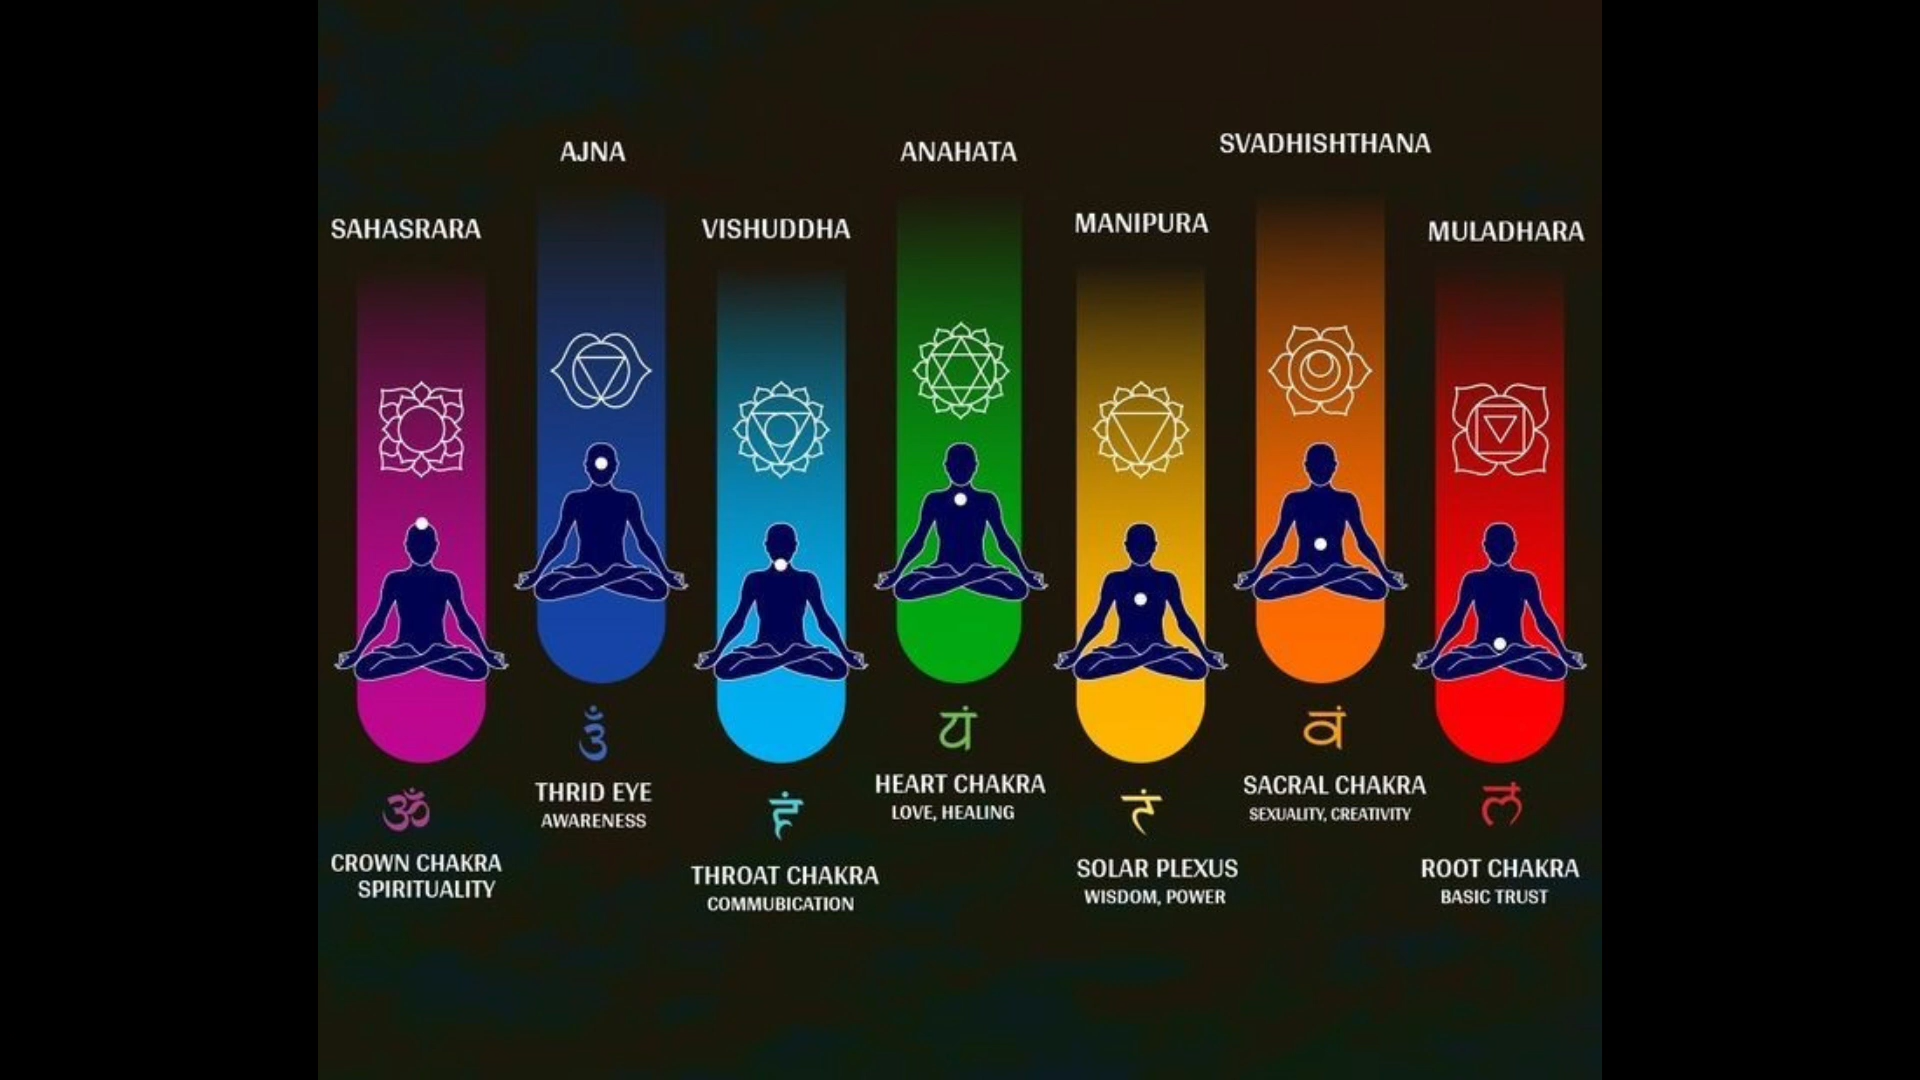 SAHASRARA
ॐ
CROWN CHAKRA
SPIRITUALITY
AJNA
ॐ
THRID EYE
AWARENESS
VISHUDDHA
हं
THROAT CHAKRA
COMMUBICATION
ANAHATA
यं
HEART CHAKRA
LOVE, HEALING
MANIPURA
रं
SOLAR PLEXUS
WISDOM, POWER
SVADHISHTHANA
वं
SACRAL CHAKRA
SEXUALITY, CREATIVITY
MULADHARA
लं
ROOT CHAKRA
BASIC TRUST